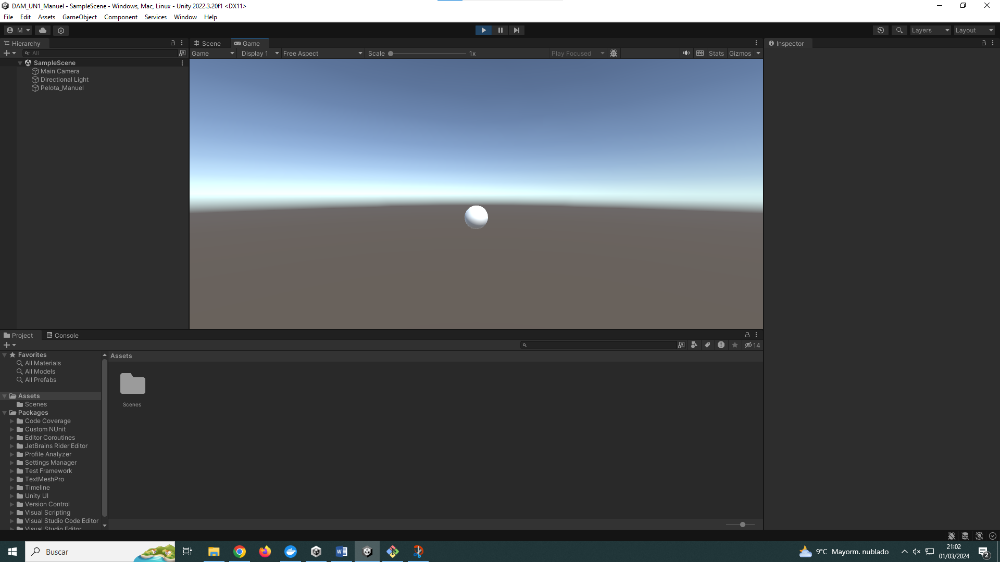 DAM_UN1_Manuel - SampleScene - Windows, Mac, Linux - Unity 2022.3.20f1 <DX11>
File Edit Assets GameObject Component Services Window Help
M
Layers Layout
Hierarchy
All
SampleScene
Main Camera
Directional Light
Pelota_Manuel
Scene Game
Game Display 1 Free Aspect Scale 1x Play Focused Stats Gizmos
Inspector
Project Console
14
Favorites
All Materials
All Models
All Prefabs
Assets
Scenes
Packages
Code Coverage
Custom NUnit
Editor Coroutines
JetBrains Rider Editor
Profile Analyzer
Settings Manager
Test Framework
TextMeshPro
Timeline
Unity UI
Version Control
Visual Scripting
Visual Studio Code Editor
Visual Studio Editor
Assets
Scenes
Buscar
9°C Mayorm. nublado
21:02
01/03/2024
2